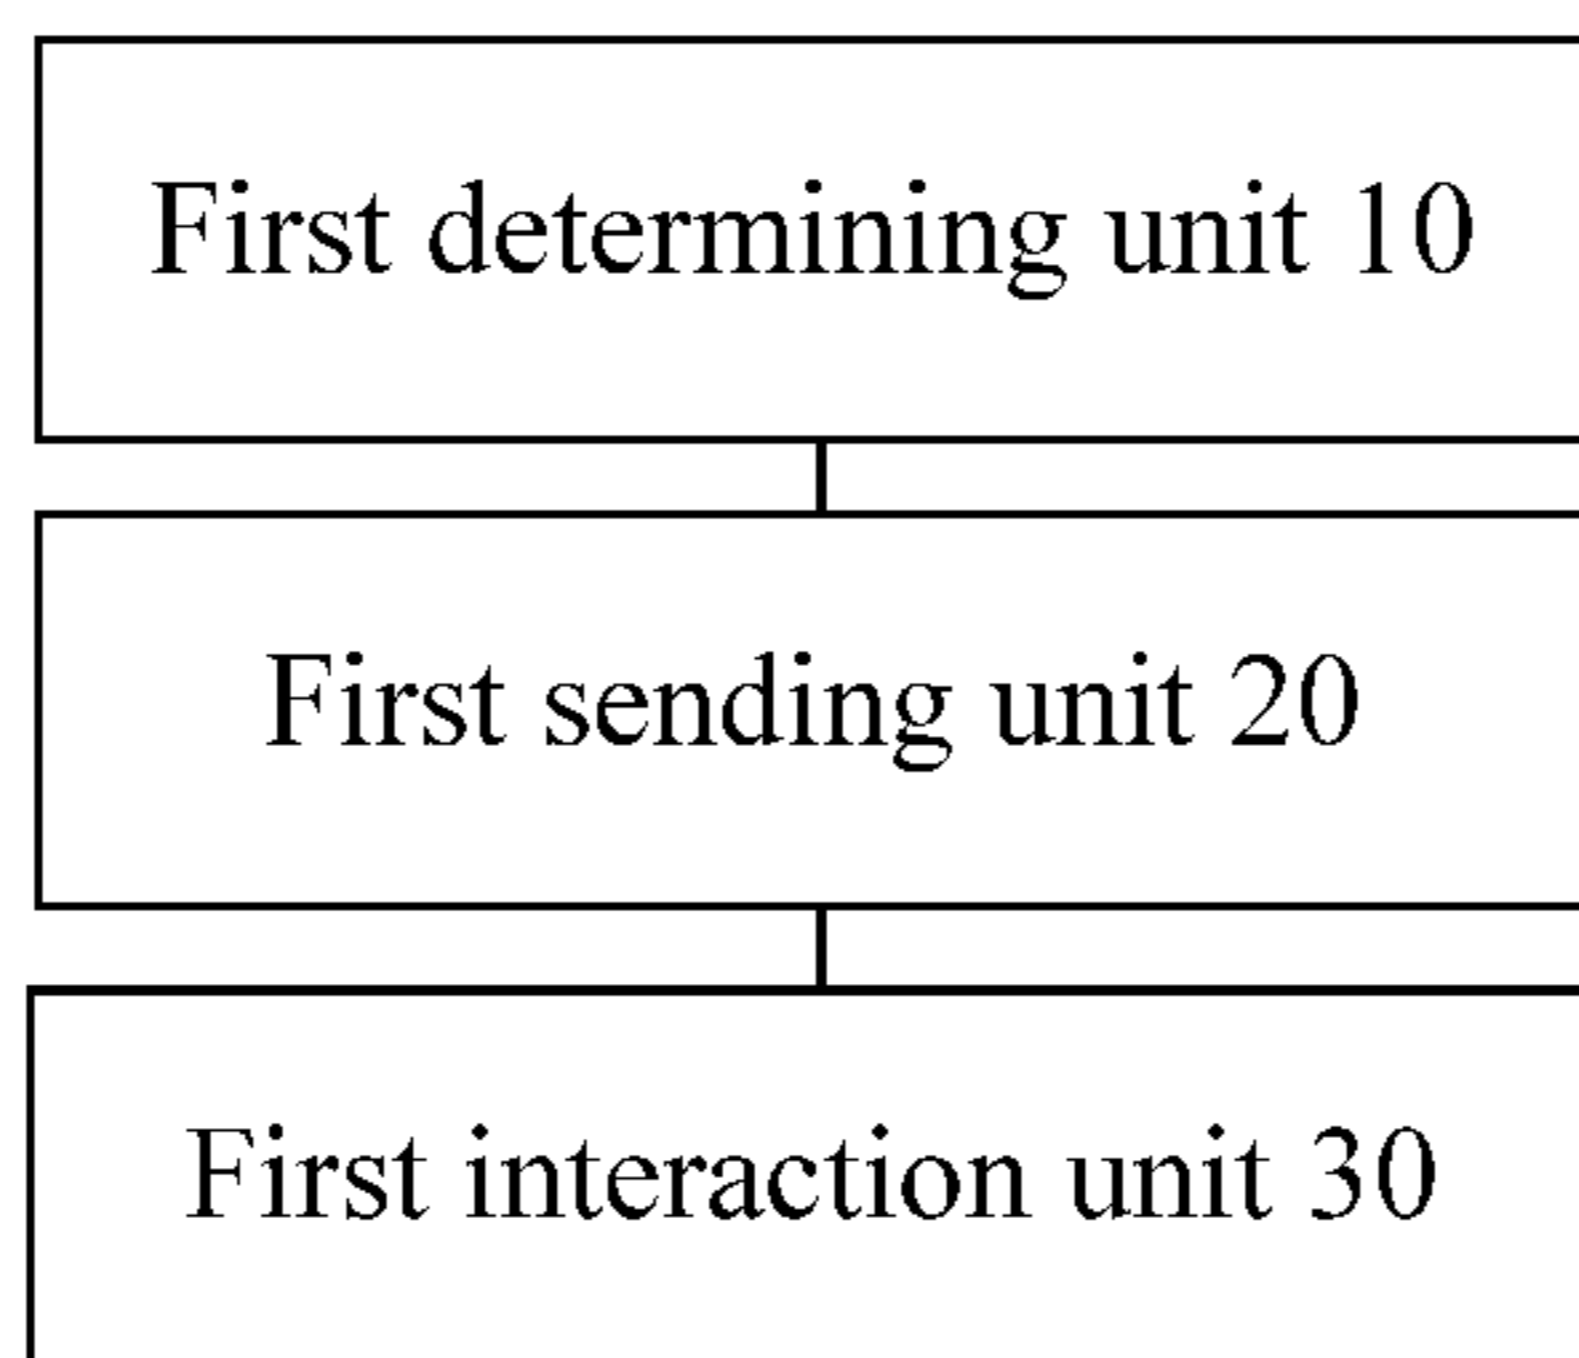 First determining unit 10
First sending unit 20
First interaction unit 30